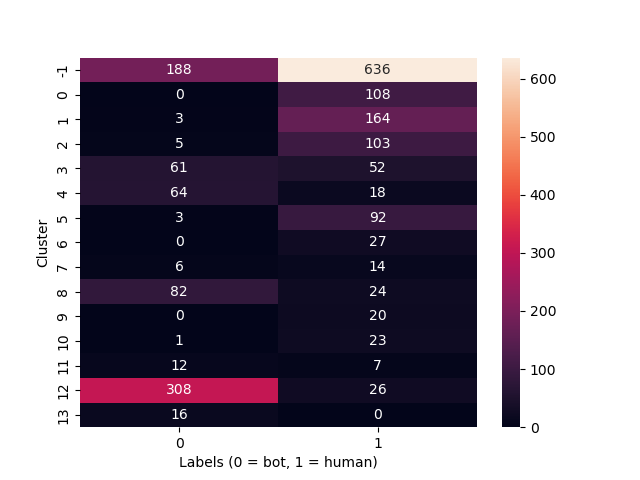 -1 188 636
0 0 108
1 3 164
2 5 103
3 61 52
4 64 18
5 3 92
6 0 27
7 6 14
8 82 24
9 0 20
10 1 23
11 12 7
12 308 26
13 16 0
Cluster
0 1
Labels (0 = bot, 1 = human)
600
500
400
300
200
100
0